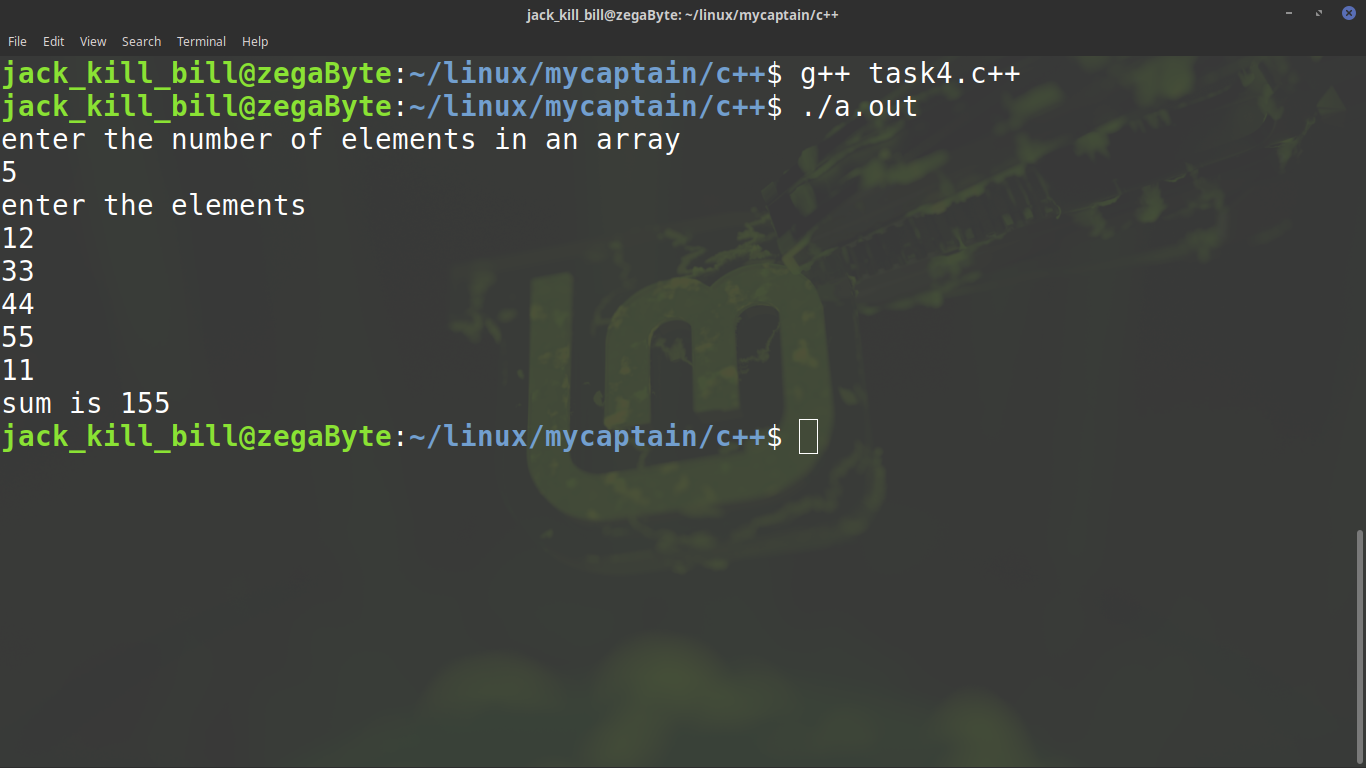 jack_kill_bill@zegaByte: ~/linux/mycaptain/c++
File Edit View Search Terminal Help
jack_kill_bill@zegaByte:~/linux/mycaptain/c++$ g++ task4.c++
jack_kill_bill@zegaByte:~/linux/mycaptain/c++$ ./a.out
enter the number of elements in an array
5
enter the elements
12
33
44
55
11
sum is 155
jack_kill_bill@zegaByte:~/linux/mycaptain/c++$